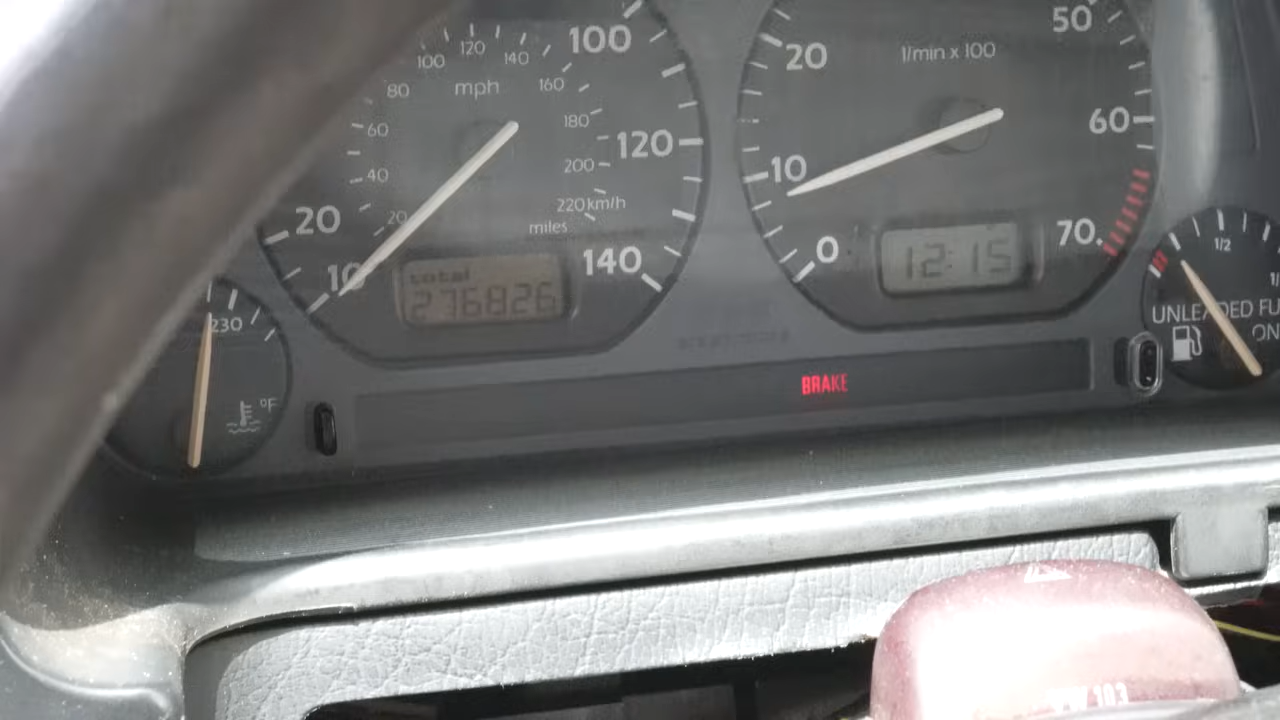 100
120
140
mph
100
120
140
80
160
60
180
40
200
20
220 km/h
miles
20
10
total
276826
230
°F
20
50
1/min x 100
10
60
0
70.
12:15
1/2
UNLEADED FU
ON
BRAKE
103